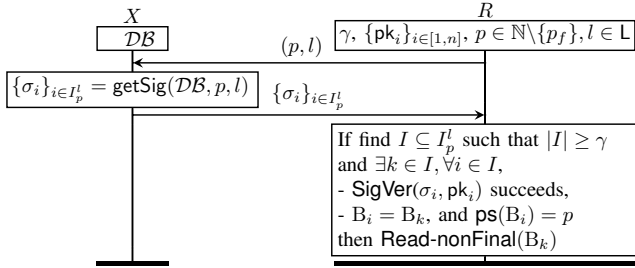 X
R
𝒟ℬ
γ, {pk_i}_{i∈[1,n]}, p ∈ ℕ\{p_f}, l ∈ L
(p, l)
{σ_i}_{i∈I_p^l} = getSig(𝒟ℬ, p, l)
{σ_i}_{i∈I_p^l}
If find I ⊆ I_p^l such that |I| ≥ γ
and ∃k ∈ I, ∀i ∈ I,
- SigVer(σ_i, pk_i) succeeds,
- B_i = B_k, and ps(B_i) = p
then Read-nonFinal(B_k)